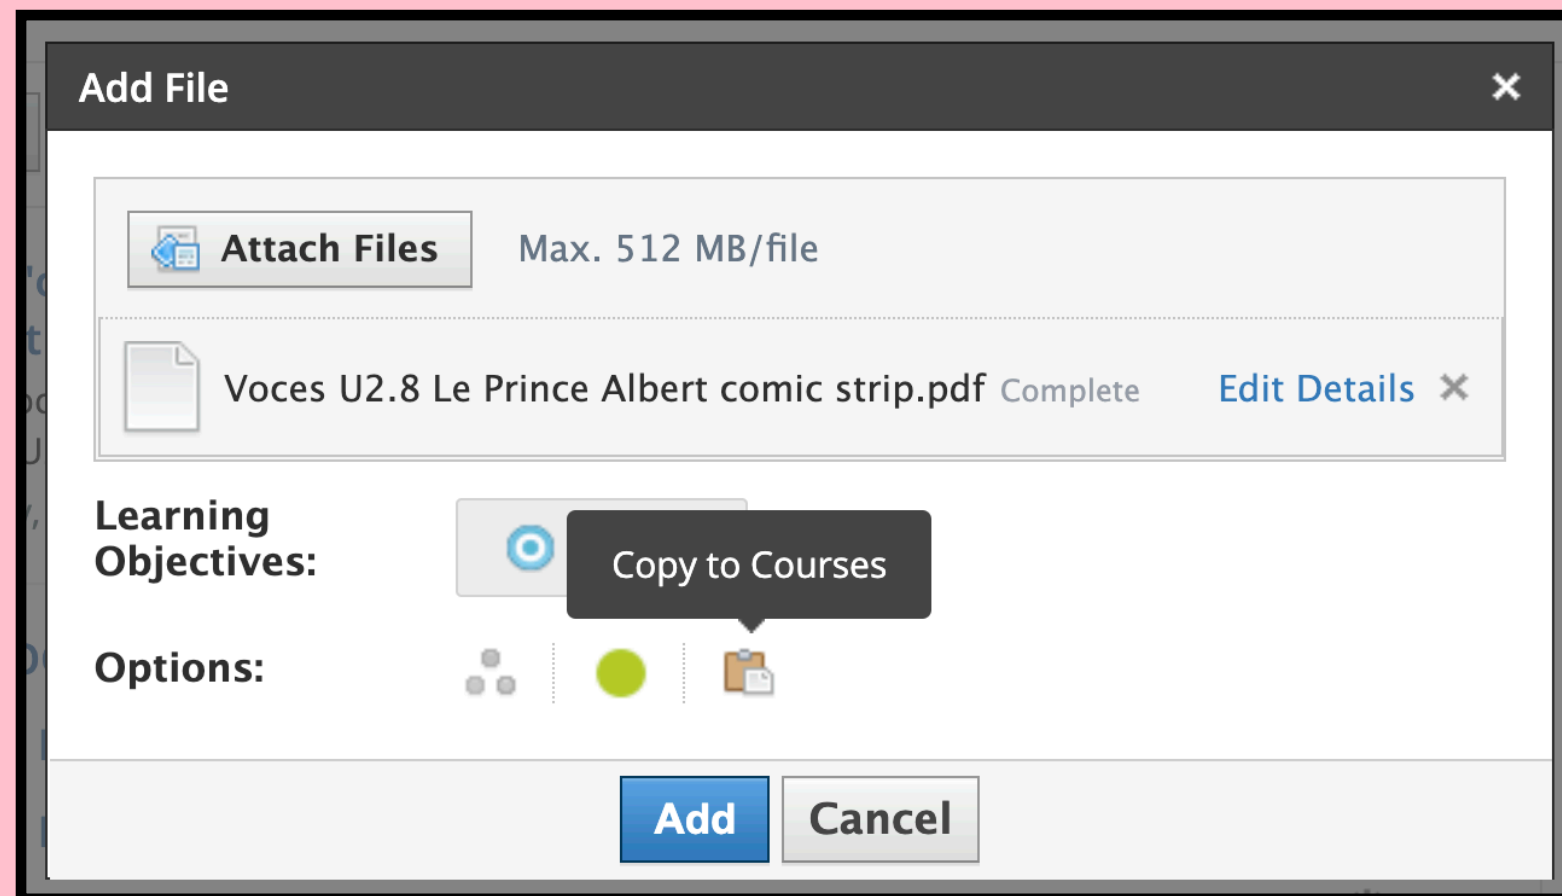 Add File
Attach Files Max. 512 MB/file
Voces U2.8 Le Prince Albert comic strip.pdf Complete Edit Details
Learning
Objectives:
Copy to Courses
Options:
Add Cancel